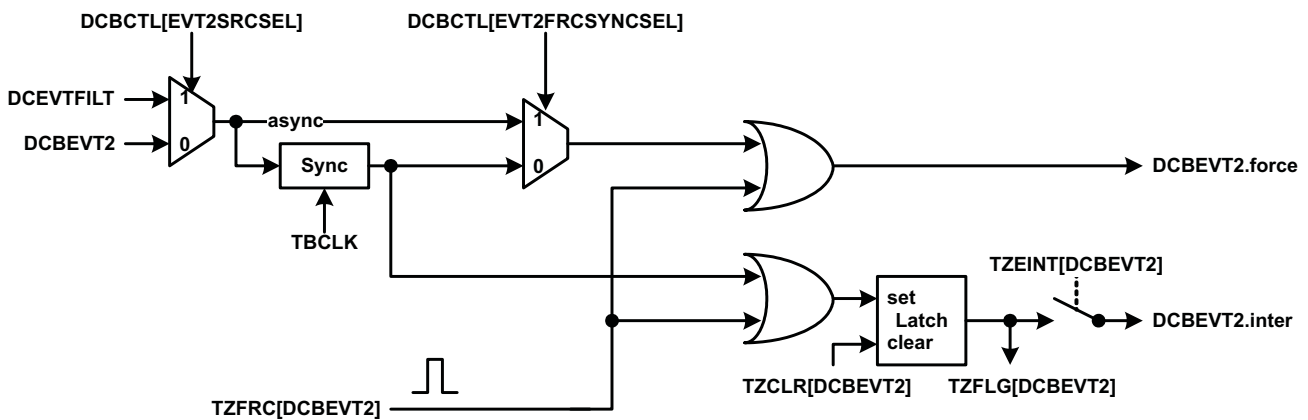 DCBCTL[EVT2SRCSEL]
DCBCTL[EVT2FRCSYNCSEL]
DCEVTFILT
1
async
1
DCBEVT2
0
Sync
0
DCBEVT2.force
TBCLK
TZEINT[DCBEVT2]
set
Latch
DCBEVT2.inter
clear
TZCLR[DCBEVT2]
TZFLG[DCBEVT2]
TZFRC[DCBEVT2]